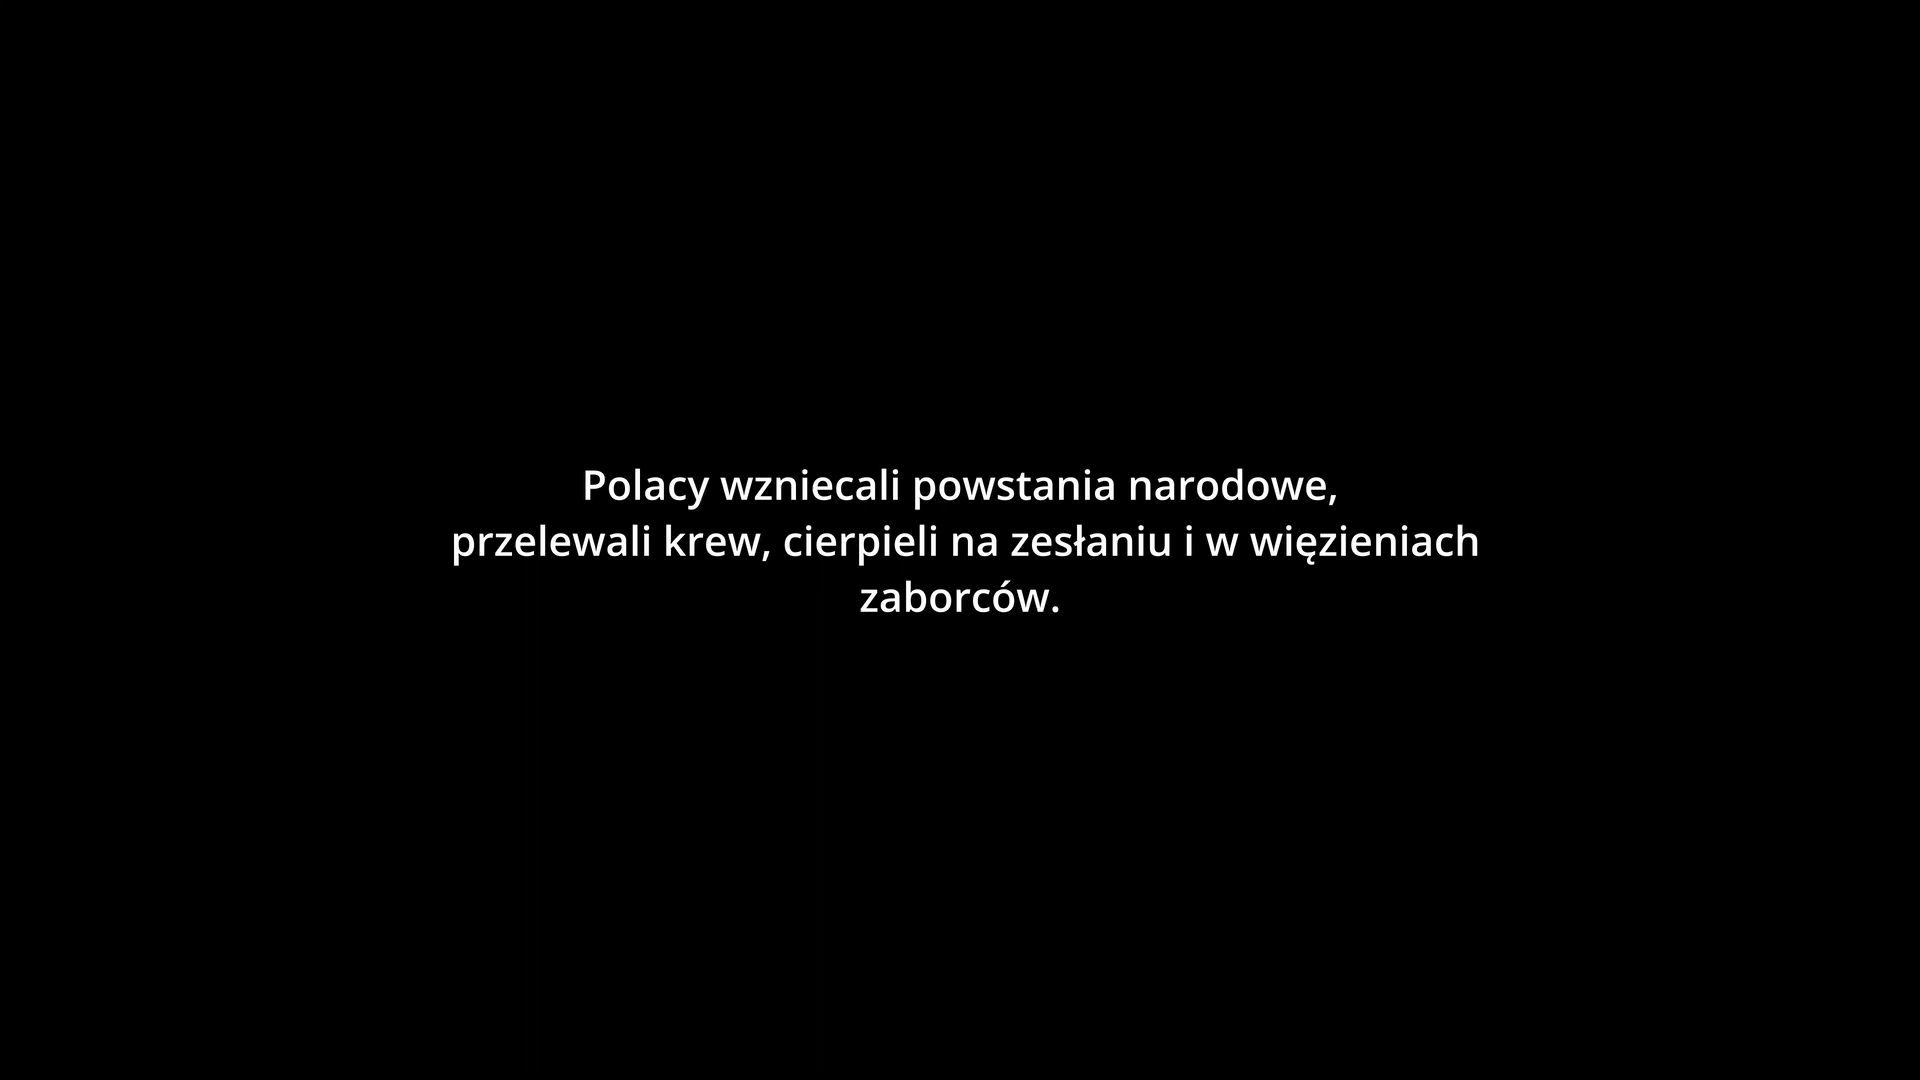 Polacy wzniecali powstania narodowe,
przelewali krew, cierpieli na zesłaniu i w więzieniach
zaborców.